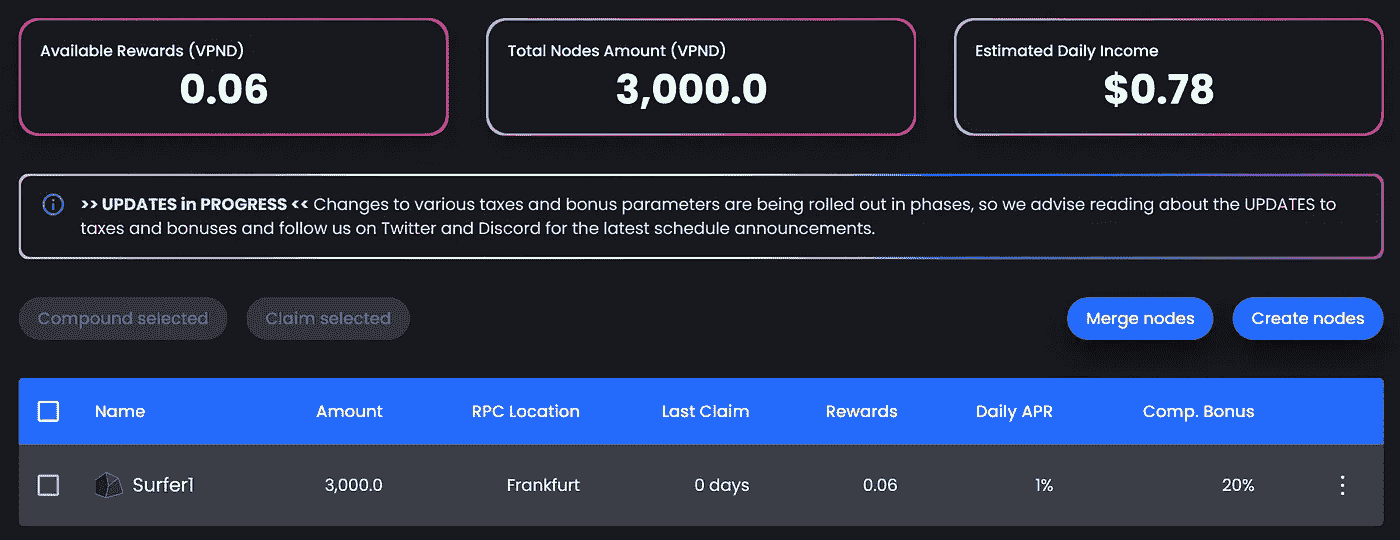 Available Rewards (VPND)
0.06
Total Nodes Amount (VPND)
3,000.0
Estimated Daily Income
$0.78
>> UPDATES in PROGRESS << Changes to various taxes and bonus parameters are being rolled out in phases, so we advise reading about the UPDATES to
taxes and bonuses and follow us on Twitter and Discord for the latest schedule announcements.
Compound selected
Claim selected
Merge nodes
Create nodes
Name Amount RPC Location Last Claim Rewards Daily APR Comp. Bonus
Surfer1 3,000.0 Frankfurt 0 days 0.06 1% 20%